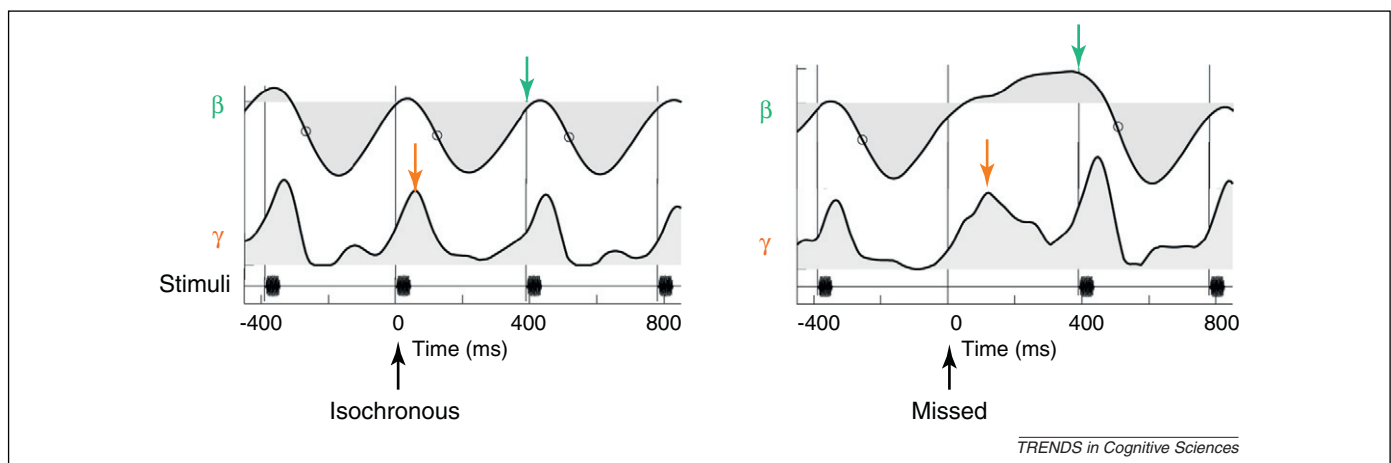 β
γ
Stimuli
-400 0 400 800
Time (ms)
Isochronous
β
γ
-400 0 400 800
Time (ms)
Missed
TRENDS in Cognitive Sciences